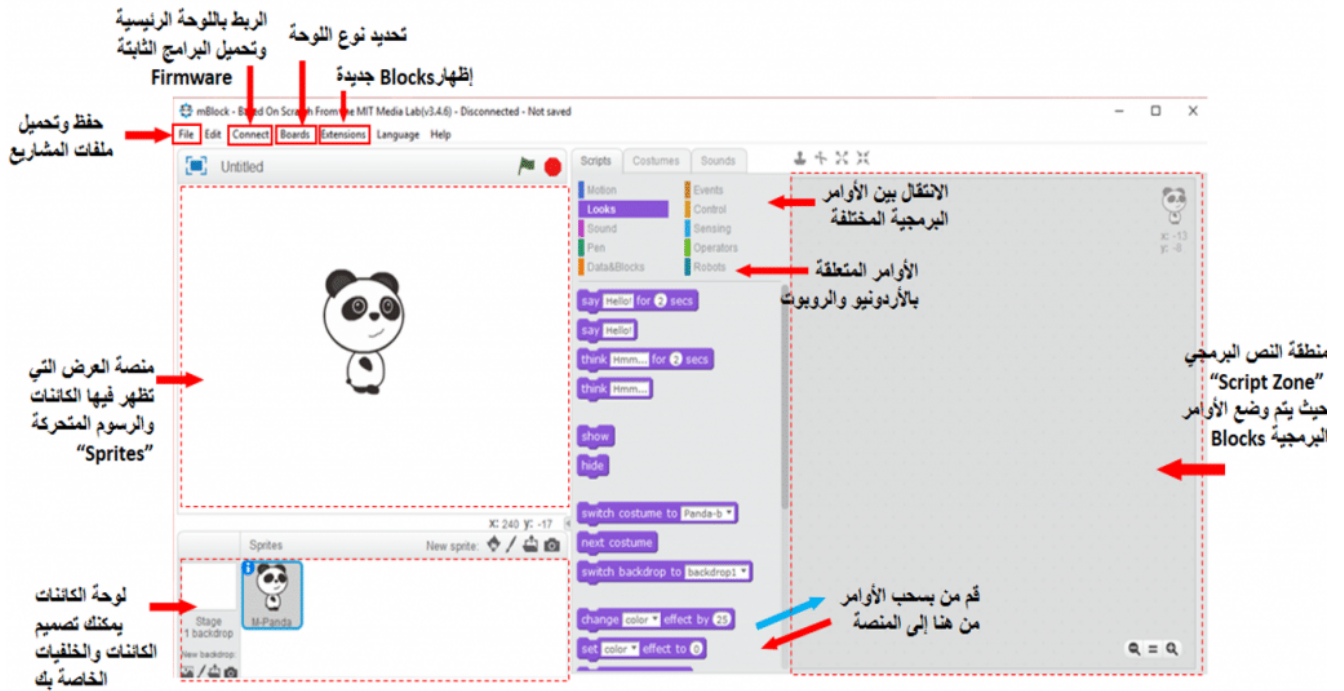 الربط باللوحة الرئيسية
وتحميل البرامج الثابتة
Firmware
تحديد نوع اللوحة
إظهار Blocks جديدة
حفظ وتحميل
ملفات المشاريع
mBlock - Based On Scratch From the MIT Media Lab(v3.4.6) - Disconnected - Not saved
File Edit Connect Boards Extensions Language Help
Untitled
Scripts Costumes Sounds
Motion Events
Looks Control
Sound Sensing
Pen Operators
Data&Blocks Robots
الانتقال بين الأوامر
البرمجية المختلفة
الأوامر المتعلقة
بالأردونيو والروبوت
x: -13
y: -8
say Hello! for 2 secs
say Hello!
think Hmm... for 2 secs
think Hmm...
show
hide
switch costume to Panda-b
next costume
switch backdrop to backdrop1
change color effect by 25
set color effect to 0
منصة العرض التي
تظهر فيها الكائنات
والرسوم المتحركة
“Sprites”
منطقة النص البرمجي
“Script Zone”
حيث يتم وضع الأوامر
البرمجية Blocks
X: 240 y: -17
Sprites New sprite:
Stage
1 backdrop
New backdrop:
M-Panda
لوحة الكائنات
يمكنك تصميم
الكائنات والخلفيات
الخاصة بك
قم من بسحب الأوامر
من هنا إلى المنصة